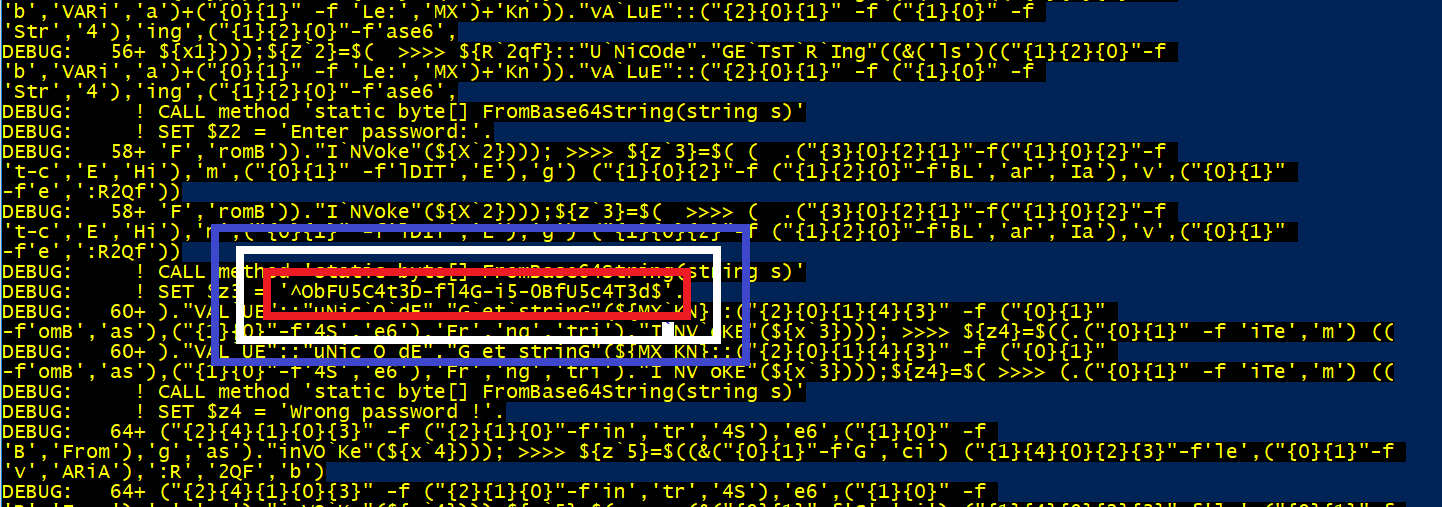 'b','VARi','a')+("{0}{1}" -f 'Le:','MX')+'Kn'))."vA`LuE"::("{2}{0}{1}" -f ("{1}{0}" -f
'Str','4'),'ing',("{1}{2}{0}"-f'ase6',
DEBUG:   56+ ${x1})));${z`2}=$(  >>>> ${R`2qf}::"U`NiCOde"."GE`TsT`R`Ing"((&('ls')(("{1}{2}{0}"-f
'b','VARi','a')+("{0}{1}" -f 'Le:','MX')+'Kn'))."vA`LuE"::("{2}{0}{1}" -f ("{1}{0}" -f
'Str','4'),'ing',("{1}{2}{0}"-f'ase6',
DEBUG:     ! CALL method 'static byte[] FromBase64String(string s)'
DEBUG:     ! SET $Z2 = 'Enter password:'.
DEBUG:   58+ 'F','romB'))."I`NVoke"(${X`2}))); >>>> ${z`3}=$( (  .("{3}{0}{2}{1}"-f("{1}{0}{2}"-f
't-c','E','Hi'),'m',("{0}{1}" -f'lDIT','E'),'g') ("{1}{0}{2}"-f ("{1}{2}{0}"-f'BL','ar','Ia),'v',("{0}{1}"
-f'e',':R2Qf'))
DEBUG:   58+ 'F','romB'))."I`NVoke"(${X`2})));${z`3}=$(  >>>> (  .("{3}{0}{2}{1}"-f("{1}{0}{2}"-f
't-c','E','Hi'),'m',("{0}{1}" -f'lDIT','E'),'g') ("{1}{0}{2}"-f ("{1}{2}{0}"-f'BL','ar','Ia),'v',("{0}{1}"
-f'e',':R2Qf'))
DEBUG:     ! CALL method 'static byte[] FromBase64String(string s)'
DEBUG:     ! SET $z3 = '^ObFU5C4t3D-fl4G-i5-OBfU5c4T3d$'.
DEBUG:   60+ )."VAL UE"::"uNic`O`dE"."G et`strinG"(${MX`KN}::("{2}{0}{1}{4}{3}" -f ("{0}{1}"
-f'omB','as'),("{1}{0}"-f'4S','e6'),'Fr','ng','tri')."I`NV`oKE"(${x`3}))); >>>> ${z4}=$((.("{0}{1}" -f 'iTe','m') ((
DEBUG:   60+ )."VAL UE"::"uNic O dE"."G et strinG"(${MX KN}::("{2}{0}{1}{4}{3}" -f ("{0}{1}"
-f'omB','as'),("{1}{0}"-f'4S','e6'),'Fr','ng','tri')."I NV oKE"(${x`3})));${z4}=$( >>>> (.("{0}{1}" -f 'iTe','m') ((
DEBUG:     ! CALL method 'static byte[] FromBase64String(string s)'
DEBUG:     ! SET $z4 = 'Wrong password !'.
DEBUG:   64+ ("{2}{4}{1}{0}{3}" -f ("{2}{1}{0}"-f'in','tr','4S'),'e6',("{1}{0}" -f
'B','From'),'g','as')."inVO`Ke"(${x`4}))); >>>> ${z`5}=$((&("{0}{1}"-f'G','ci') ("{1}{4}{0}{2}{3}"-f'le',("{0}{1}"-f
'v','ARiA'),':R','2QF','b')
DEBUG:   64+ ("{2}{4}{1}{0}{3}" -f ("{2}{1}{0}"-f'in','tr','4S'),'e6',("{1}{0}" -f